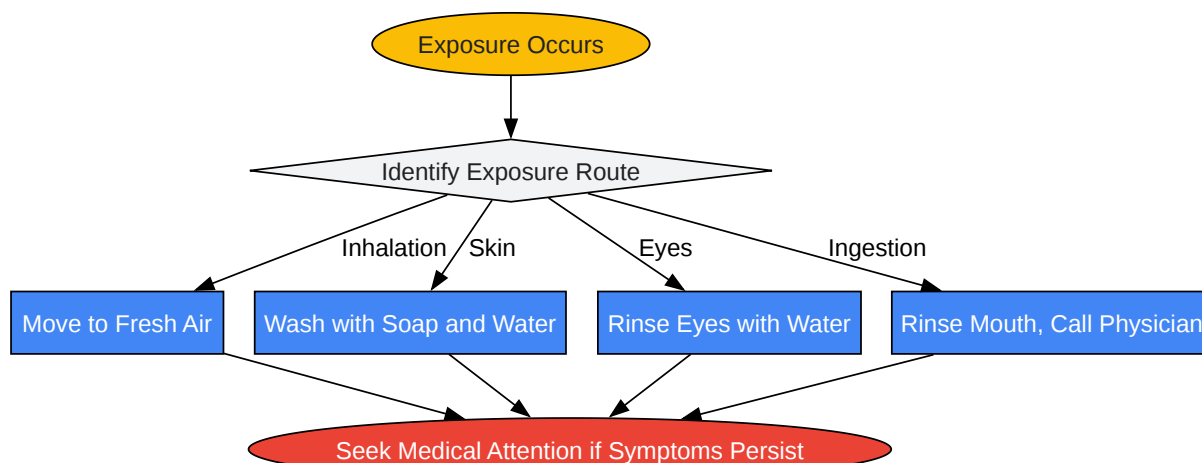 Exposure Occurs
Identify Exposure Route
Inhalation
Skin
Eyes
Ingestion
Move to Fresh Air
Wash with Soap and Water
Rinse Eyes with Water
Rinse Mouth, Call Physician
Seek Medical Attention if Symptoms Persist